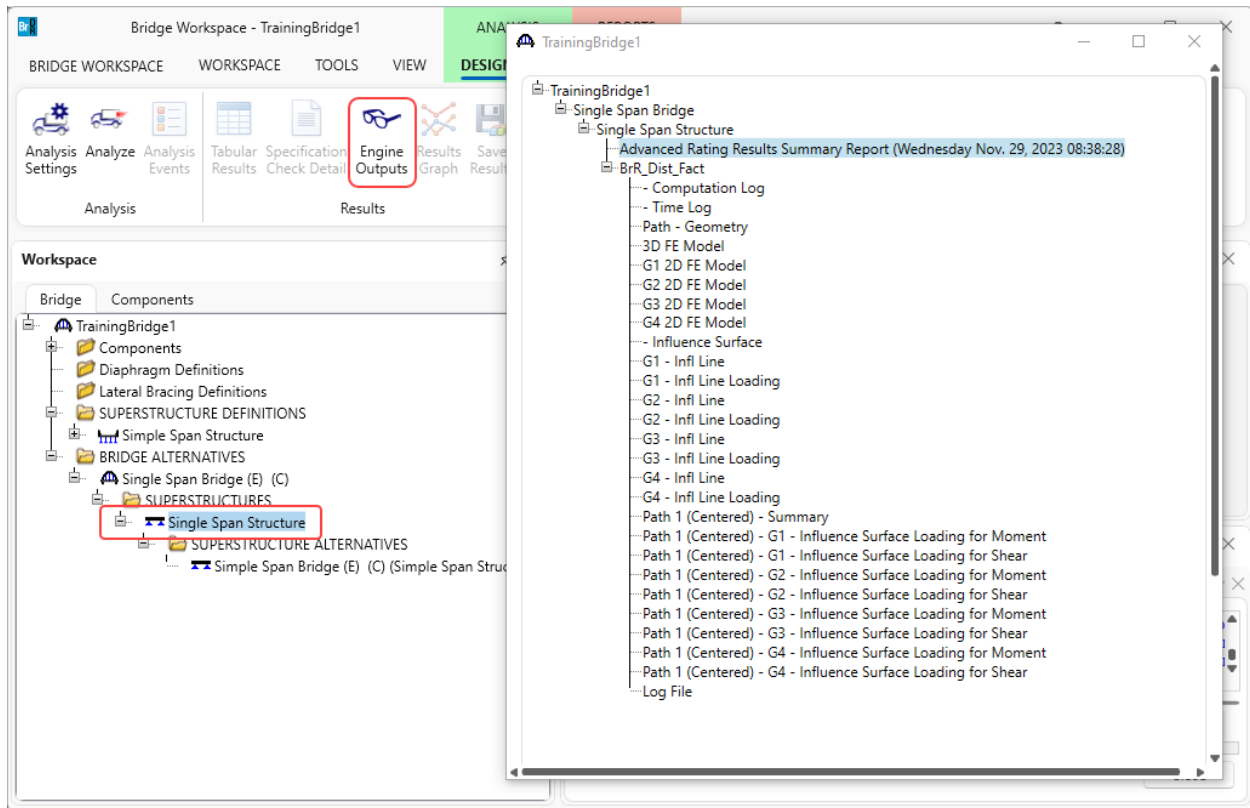 Bridge Workspace - TrainingBridge1
ANALYSIS
REPORTS
BRIDGE WORKSPACE
WORKSPACE
TOOLS
VIEW
DESIGN
Analysis Settings
Analyze
Analysis Events
Tabular Results
Specification Check Detail
Engine Outputs
Results Graph
Save Results
Analysis
Results
Workspace
Bridge
Components
TrainingBridge1
Components
Diaphragm Definitions
Lateral Bracing Definitions
SUPERSTRUCTURE DEFINITIONS
Simple Span Structure
BRIDGE ALTERNATIVES
Single Span Bridge (E) (C)
SUPERSTRUCTURES
Single Span Structure
SUPERSTRUCTURE ALTERNATIVES
Simple Span Bridge (E) (C) (Simple Span Struc
TrainingBridge1
TrainingBridge1
Single Span Bridge
Single Span Structure
Advanced Rating Results Summary Report (Wednesday Nov. 29, 2023 08:38:28)
BrR_Dist_Fact
- Computation Log
- Time Log
Path - Geometry
3D FE Model
G1 2D FE Model
G2 2D FE Model
G3 2D FE Model
G4 2D FE Model
- Influence Surface
G1 - Infl Line
G1 - Infl Line Loading
G2 - Infl Line
G2 - Infl Line Loading
G3 - Infl Line
G3 - Infl Line Loading
G4 - Infl Line
G4 - Infl Line Loading
Path 1 (Centered) - Summary
Path 1 (Centered) - G1 - Influence Surface Loading for Moment
Path 1 (Centered) - G1 - Influence Surface Loading for Shear
Path 1 (Centered) - G2 - Influence Surface Loading for Moment
Path 1 (Centered) - G2 - Influence Surface Loading for Shear
Path 1 (Centered) - G3 - Influence Surface Loading for Moment
Path 1 (Centered) - G3 - Influence Surface Loading for Shear
Path 1 (Centered) - G4 - Influence Surface Loading for Moment
Path 1 (Centered) - G4 - Influence Surface Loading for Shear
Log File